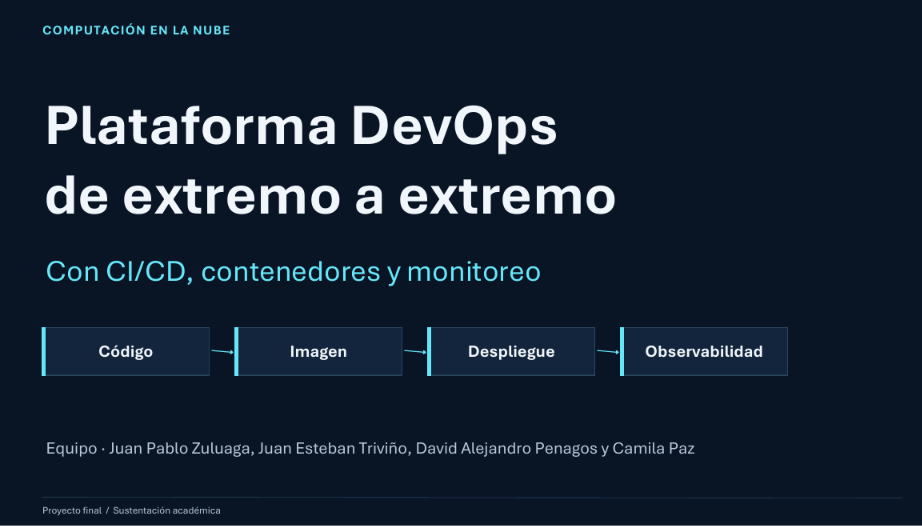 COMPUTACIÓN EN LA NUBE
Plataforma DevOps
de extremo a extremo
Con CI/CD, contenedores y monitoreo
Código
Imagen
Despliegue
Observabilidad
Equipo · Juan Pablo Zuluaga, Juan Esteban Triviño, David Alejandro Penagos y Camila Paz
Proyecto final / Sustentación académica